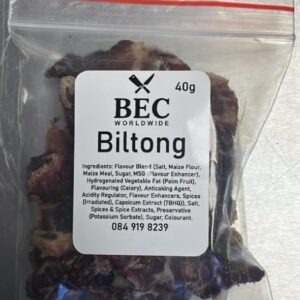 40g
BEC
WORLDWIDE
Biltong
Ingredients: Flavour Blend (Salt, Maize Flour,
Maize Meal, Sugar, MSG (Flavour Enhancer),
Hydrogenated Vegetable Fat (Palm Fruit),
Flavouring (Celery), Anticaking Agent,
Acidity Regulator, Flavour Enhancers, Spices
(Irradiated), Capsicum Extract (TBHQ)), Salt,
Spices & Spice Extracts, Preservative
(Potassium Sorbate), Sugar, Colourant.
084 919 8239